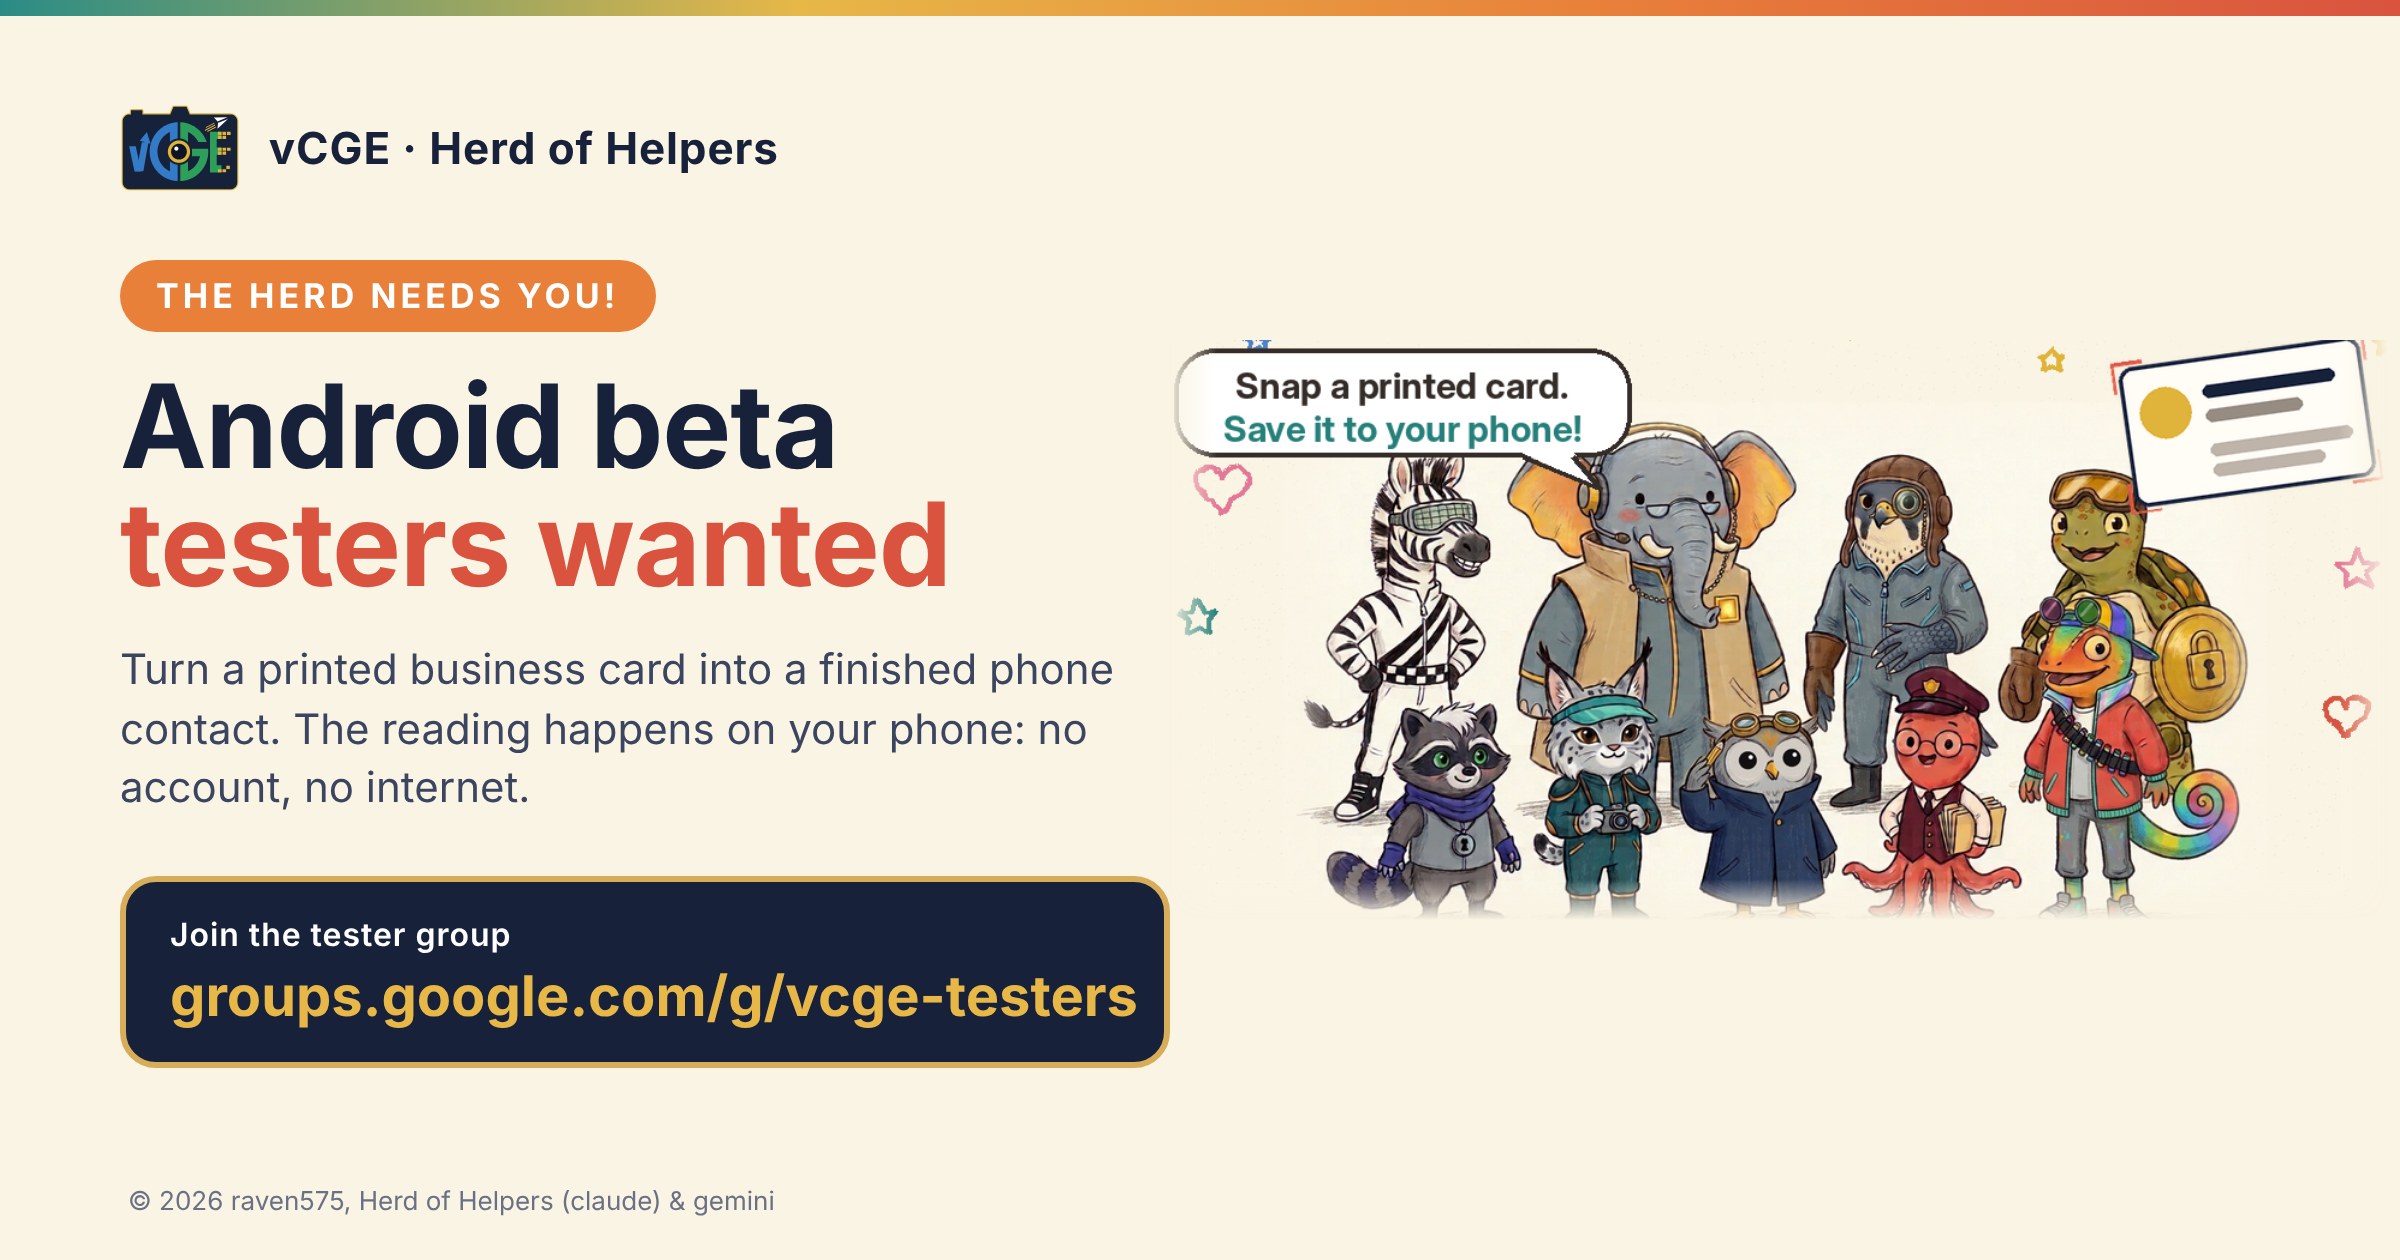 vCGE
vCGE · Herd of Helpers
THE HERD NEEDS YOU!
Android beta
testers wanted
Turn a printed business card into a finished phone
contact. The reading happens on your phone: no
account, no internet.
Join the tester group
groups.google.com/g/vcge-testers
Snap a printed card.
Save it to your phone!
© 2026 raven575, Herd of Helpers (claude) & gemini